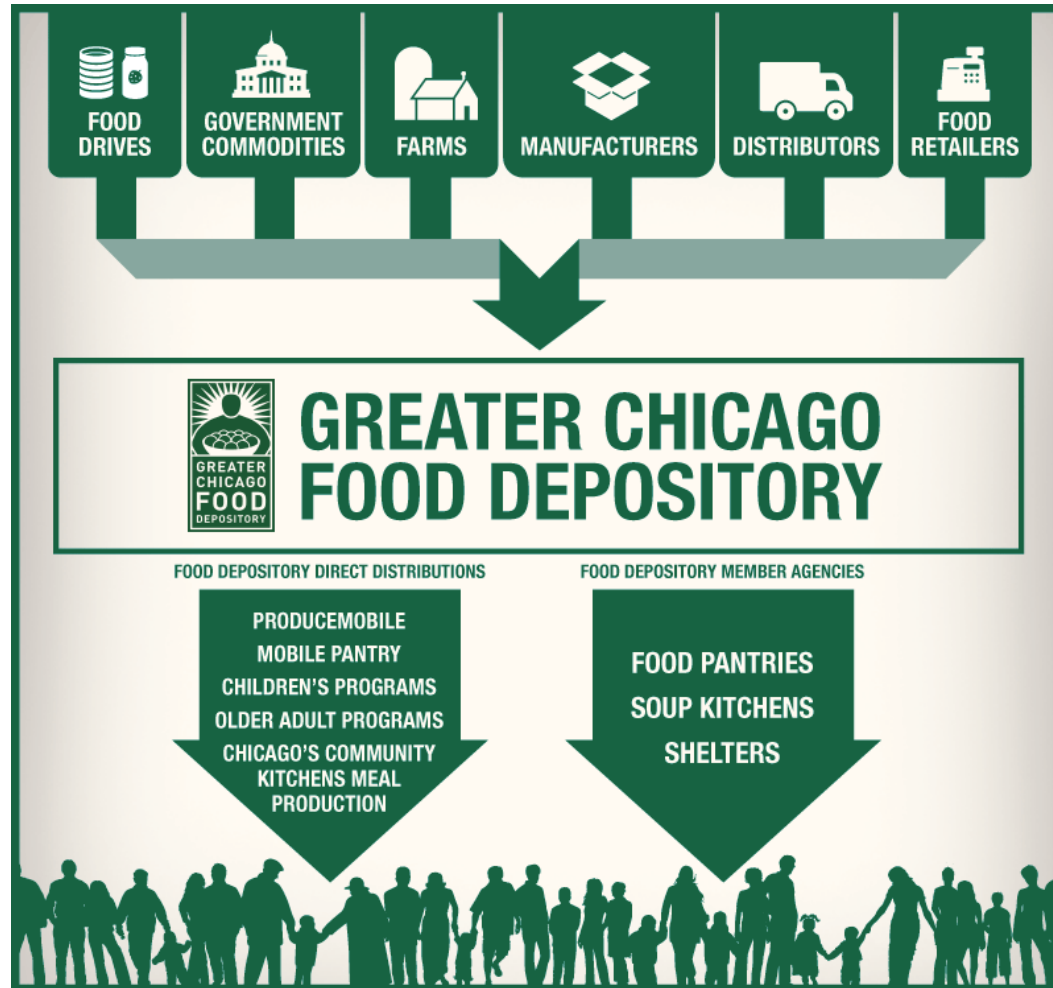 FOOD
DRIVES
GOVERNMENT
COMMODITIES
FARMS
MANUFACTURERS
DISTRIBUTORS
FOOD
RETAILERS
GREATER
CHICAGO
FOOD
DEPOSITORY
GREATER CHICAGO
FOOD DEPOSITORY
FOOD DEPOSITORY DIRECT DISTRIBUTIONS
PRODUCEMOBILE
MOBILE PANTRY
CHILDREN'S PROGRAMS
OLDER ADULT PROGRAMS
CHICAGO'S COMMUNITY
KITCHENS MEAL
PRODUCTION
FOOD DEPOSITORY MEMBER AGENCIES
FOOD PANTRIES
SOUP KITCHENS
SHELTERS